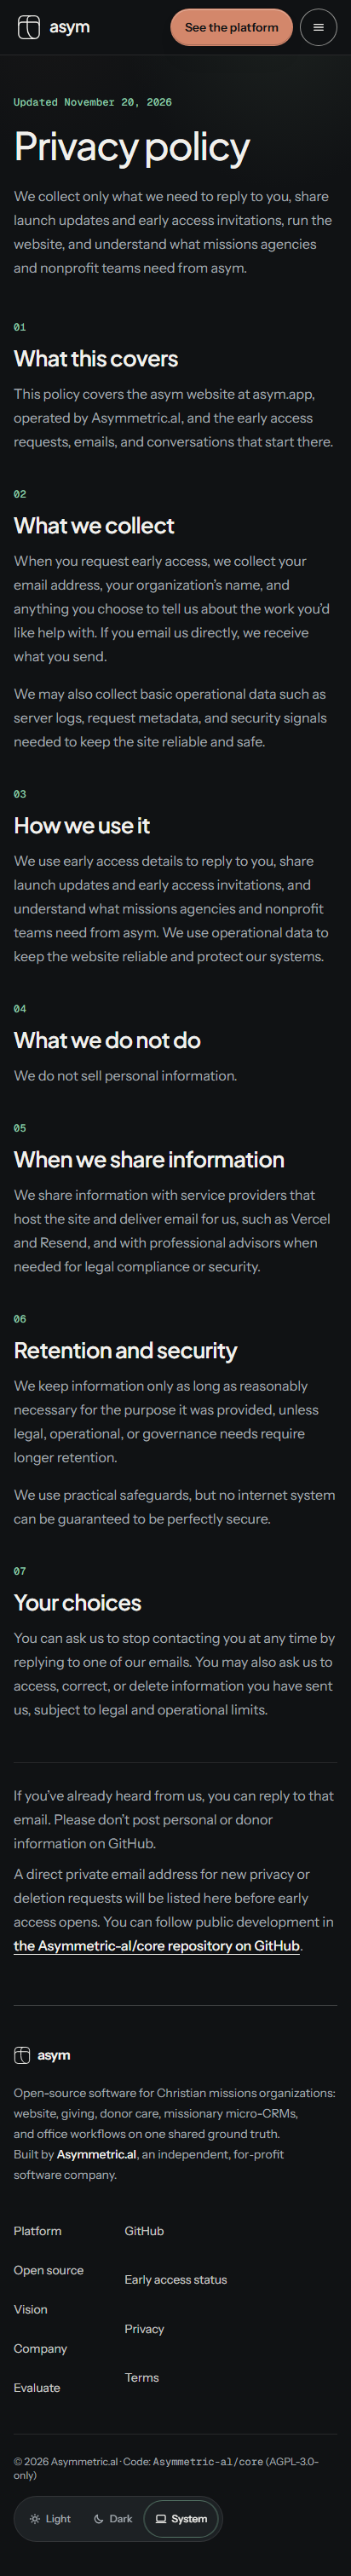 asym
See the platform
Updated November 20, 2026
Privacy policy
We collect only what we need to reply to you, share
launch updates and early access invitations, run the
website, and understand what missions agencies
and nonprofit teams need from asym.
01
What this covers
This policy covers the asym website at asym.app,
operated by Asymmetric.al, and the early access
requests, emails, and conversations that start there.
02
What we collect
When you request early access, we collect your
email address, your organization’s name, and
anything you choose to tell us about the work you’d
like help with. If you email us directly, we receive
what you send.
We may also collect basic operational data such as
server logs, request metadata, and security signals
needed to keep the site reliable and safe.
03
How we use it
We use early access details to reply to you, share
launch updates and early access invitations, and
understand what missions agencies and nonprofit
teams need from asym. We use operational data to
keep the website reliable and protect our systems.
04
What we do not do
We do not sell personal information.
05
When we share information
We share information with service providers that
host the site and deliver email for us, such as Vercel
and Resend, and with professional advisors when
needed for legal compliance or security.
06
Retention and security
We keep information only as long as reasonably
necessary for the purpose it was provided, unless
legal, operational, or governance needs require
longer retention.
We use practical safeguards, but no internet system
can be guaranteed to be perfectly secure.
07
Your choices
You can ask us to stop contacting you at any time by
replying to one of our emails. You may also ask us to
access, correct, or delete information you have sent
us, subject to legal and operational limits.
If you’ve already heard from us, you can reply to that
email. Please don’t post personal or donor
information on GitHub.
A direct private email address for new privacy or
deletion requests will be listed here before early
access opens. You can follow public development in
the Asymmetric-al/core repository on GitHub.
asym
Open-source software for Christian missions organizations:
website, giving, donor care, missionary micro-CRMs,
and office workflows on one shared ground truth.
Built by Asymmetric.al, an independent, for-profit
software company.
Platform
Open source
Vision
Company
Evaluate
GitHub
Early access status
Privacy
Terms
© 2026 Asymmetric.al · Code: Asymmetric-al/core (AGPL-3.0-
only)
Light
Dark
System